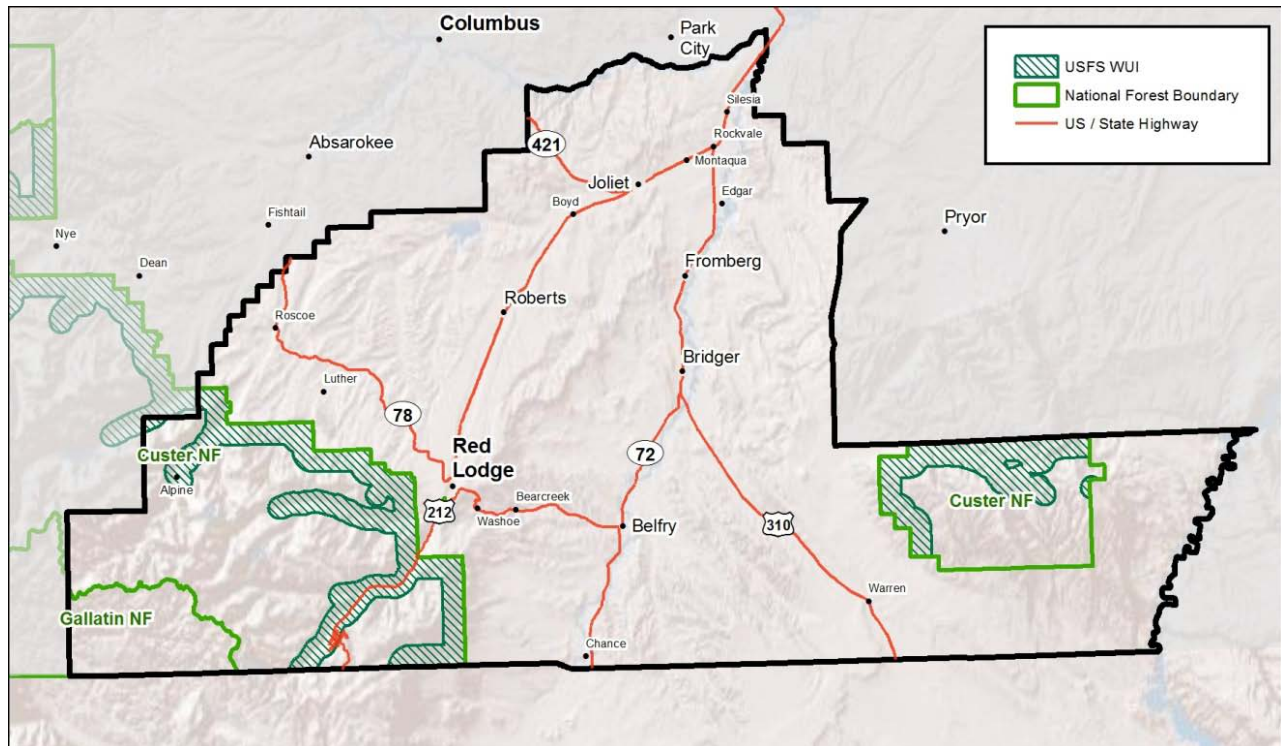 Columbus
Park
City
USFS WUI
National Forest Boundary
US / State Highway
Silesia
Absarokee
421
Rockvale
Montaqua
Joliet
Edgar
Boyd
Fishtail
Pryor
Nye
Dean
Fromberg
Roberts
Roscoe
Bridger
Luther
78
Red
Lodge
72
Custer NF
Alpine
Custer NF
212
Washoe
Bearcreek
Belfry
310
Warren
Gallatin NF
Chance